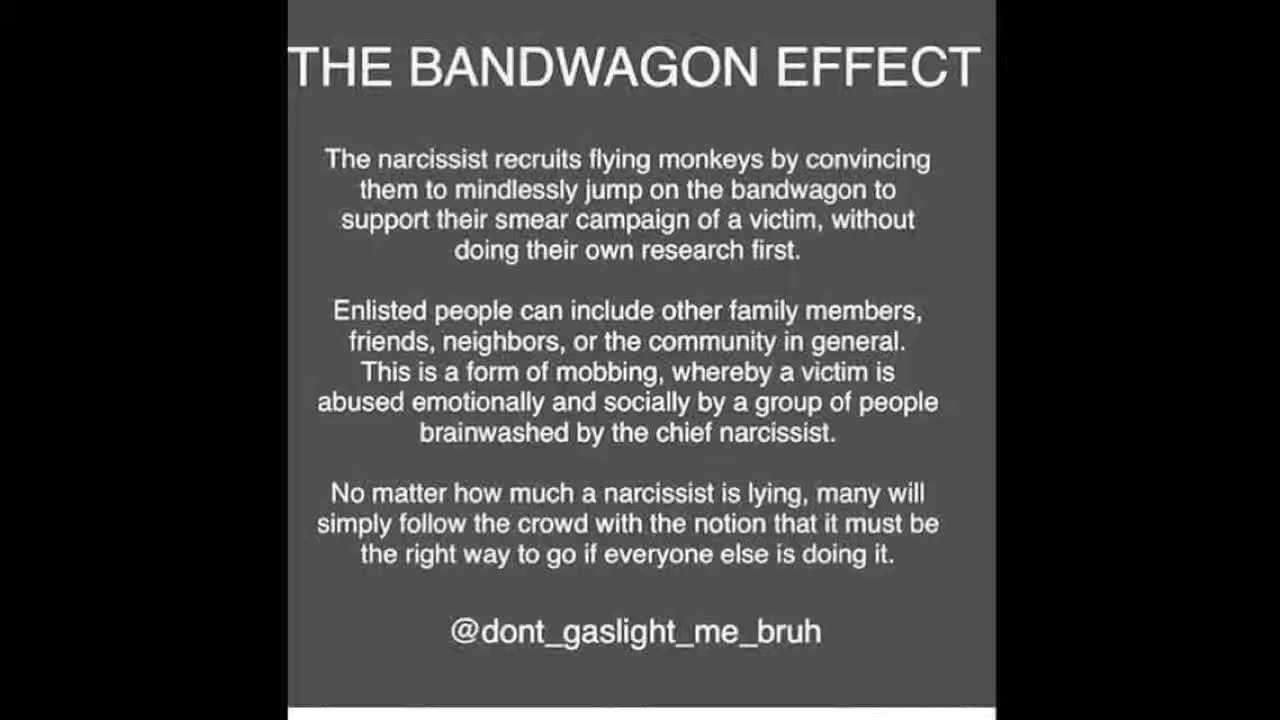 THE BANDWAGON EFFECT
The narcissist recruits flying monkeys by convincing
them to mindlessly jump on the bandwagon to
support their smear campaign of a victim, without
doing their own research first.
Enlisted people can include other family members,
friends, neighbors, or the community in general.
This is a form of mobbing, whereby a victim is
abused emotionally and socially by a group of people
brainwashed by the chief narcissist.
No matter how much a narcissist is lying, many will
simply follow the crowd with the notion that it must be
the right way to go if everyone else is doing it.
@dont_gaslight_me_bruh